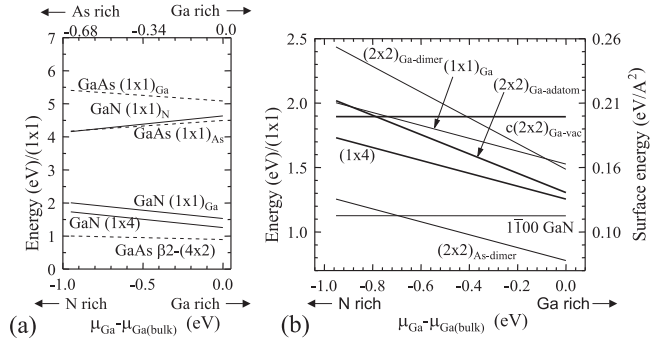 As rich Ga rich
-0.68 -0.34 0.0
7
6
5
4
3
2
1
0
Energy (eV)/(1x1)
GaAs (1x1)Ga
GaN (1x1)N
GaAs (1x1)As
GaN (1x1)Ga
GaN (1x4)
GaAs β2-(4x2)
-1.0 -0.5 0.0
N rich Ga rich
(a) μGa-μGa(bulk) (eV)
2.5
2.0
1.5
1.0
Energy (eV)/(1x1)
(2x2)Ga-dimer
(1x1)Ga
(2x2)Ga-adatom
c(2x2)Ga-vac
(1x4)
11̅00 GaN
(2x2)As-dimer
0.26
0.20
0.16
0.10
Surface energy (eV/A²)
-1.0 -0.8 -0.6 -0.4 -0.2 0.0
N rich Ga rich
(b) μGa-μGa(bulk) (eV)